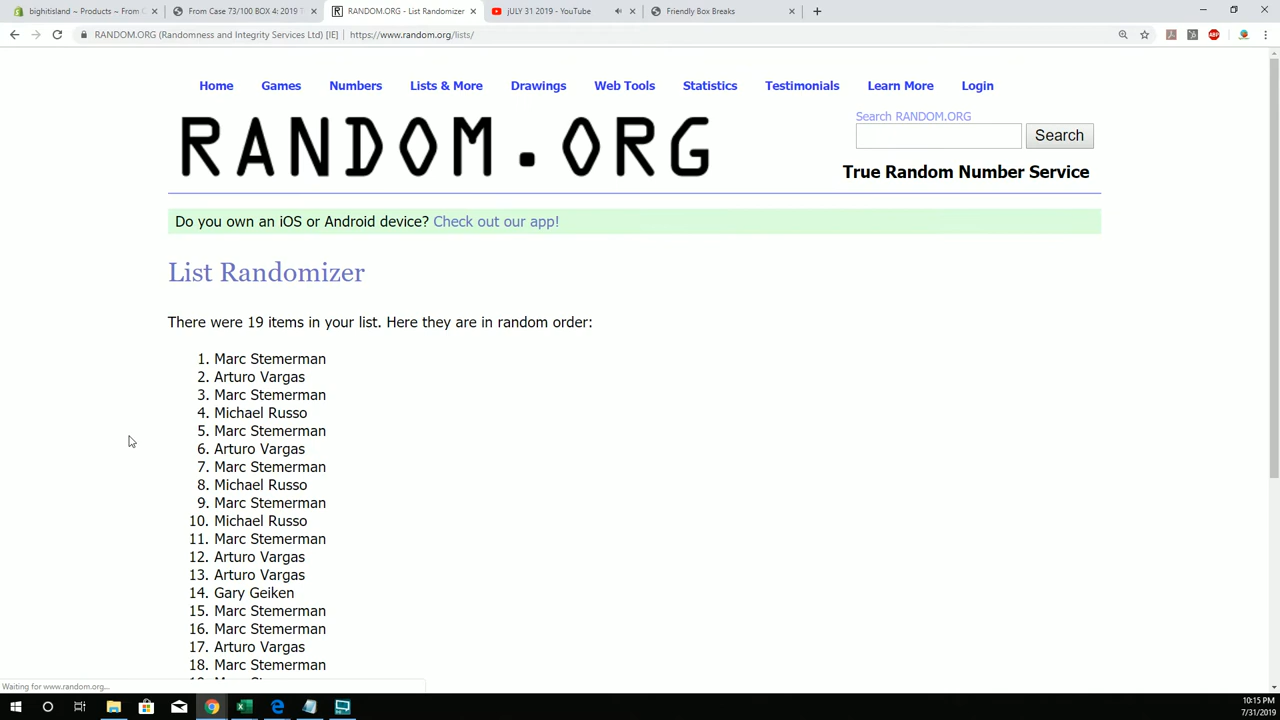 bighitisland ~ Products ~ From C
From Case 73/100 BOX 4: 2019 T
RANDOM.ORG - List Randomizer
jULY 31 2019 - YouTube
Friendly Box Breaks
RANDOM.ORG (Randomness and Integrity Services Ltd) [IE] | https://www.random.org/lists/
Home Games Numbers Lists & More Drawings Web Tools Statistics Testimonials Learn More Login
Search RANDOM.ORG
RANDOM.ORG
Search
True Random Number Service
Do you own an iOS or Android device? Check out our app!
List Randomizer
There were 19 items in your list. Here they are in random order:
1. Marc Stemerman
2. Arturo Vargas
3. Marc Stemerman
4. Michael Russo
5. Marc Stemerman
6. Arturo Vargas
7. Marc Stemerman
8. Michael Russo
9. Marc Stemerman
10. Michael Russo
11. Marc Stemerman
12. Arturo Vargas
13. Arturo Vargas
14. Gary Geiken
15. Marc Stemerman
16. Marc Stemerman
17. Arturo Vargas
18. Marc Stemerman
Waiting for www.random.org...
10:15 PM
7/31/2019